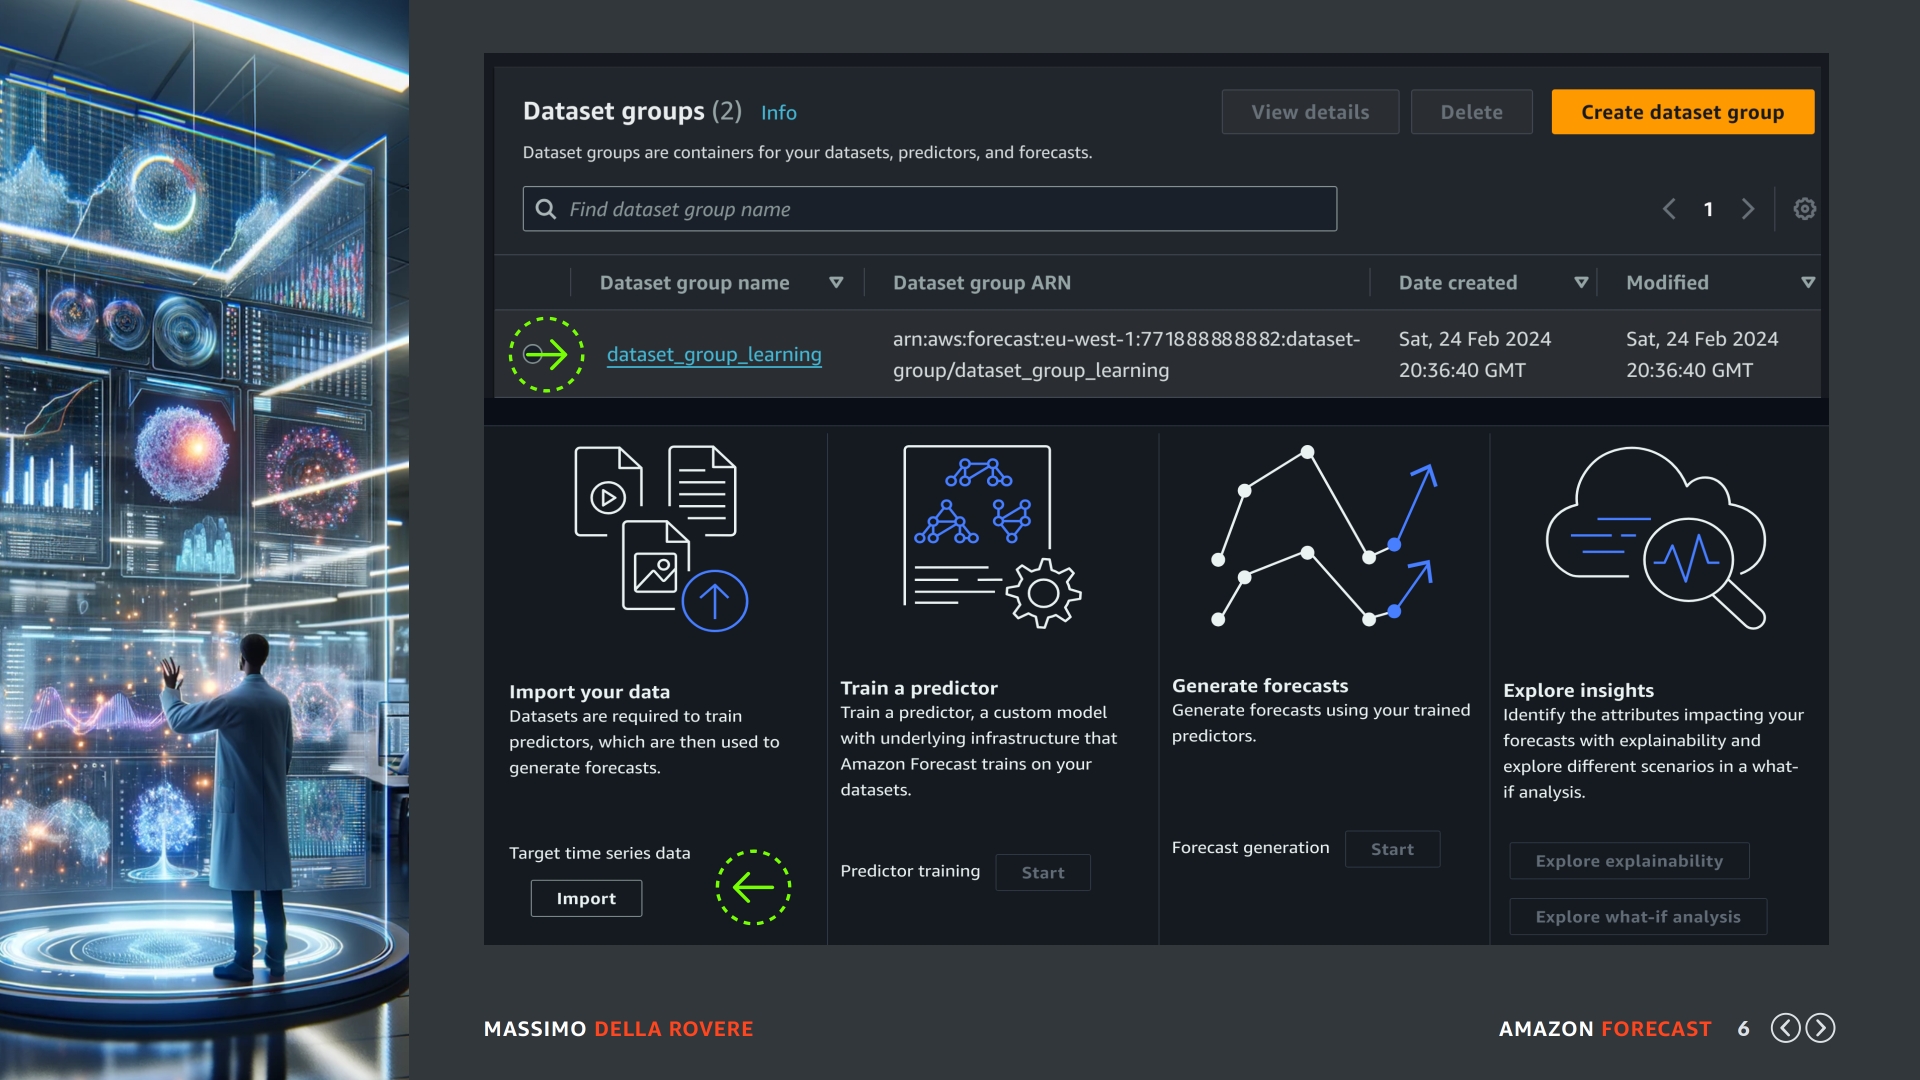 Dataset groups (2) Info
View details
Delete
Create dataset group
Dataset groups are containers for your datasets, predictors, and forecasts.
Find dataset group name
1
Dataset group name
Dataset group ARN
Date created
Modified
dataset_group_learning
arn:aws:forecast:eu-west-1:771888888882:dataset-
group/dataset_group_learning
Sat, 24 Feb 2024
20:36:40 GMT
Sat, 24 Feb 2024
20:36:40 GMT
Import your data
Datasets are required to train
predictors, which are then used to
generate forecasts.
Target time series data
Import
Train a predictor
Train a predictor, a custom model
with underlying infrastructure that
Amazon Forecast trains on your
datasets.
Predictor training
Start
Generate forecasts
Generate forecasts using your trained
predictors.
Forecast generation
Start
Explore insights
Identify the attributes impacting your
forecasts with explainability and
explore different scenarios in a what-
if analysis.
Explore explainability
Explore what-if analysis
MASSIMO DELLA ROVERE
AMAZON FORECAST 6